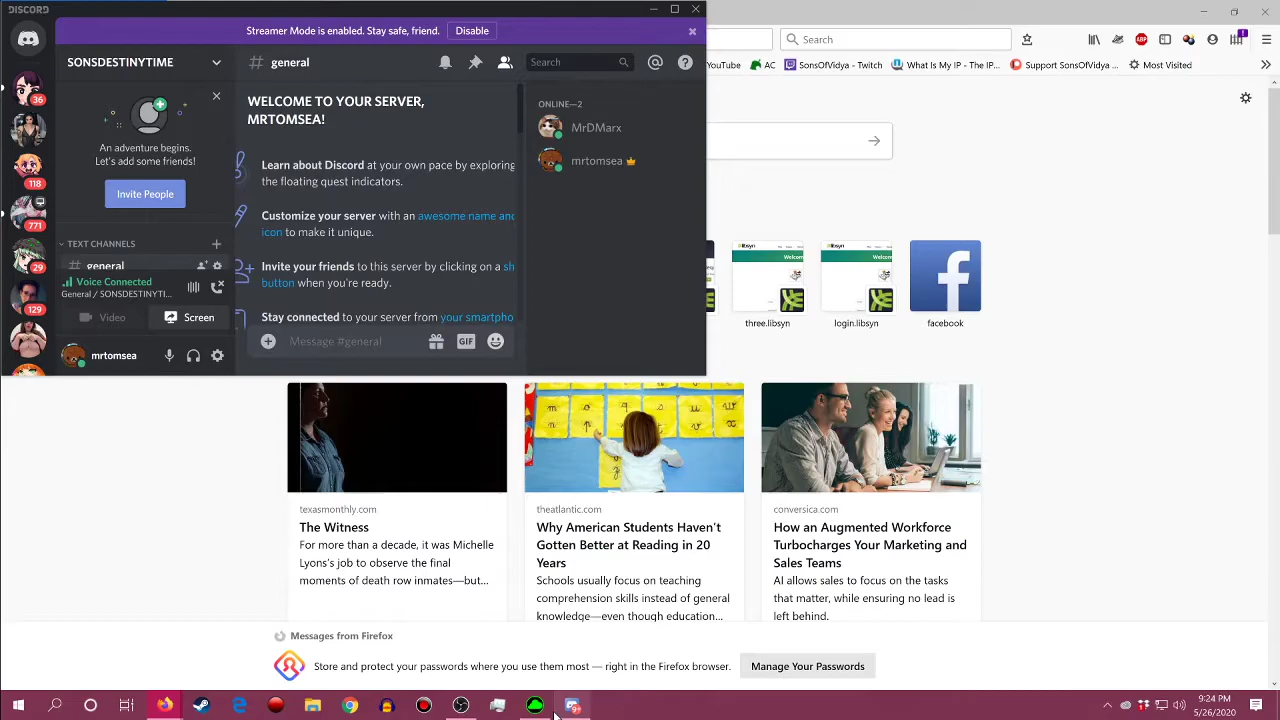 DISCORD
Streamer Mode is enabled. Stay safe, friend.
Disable
SONSDESTINYTIME
36
118
771
29
129
An adventure begins.
Let's add some friends!
Invite People
TEXT CHANNELS
# general
Voice Connected
General / SONSDESTINYTI...
Video
Screen
mrtomsea
# general
Search
WELCOME TO YOUR SERVER,
MRTOMSEA!
Learn about Discord at your own pace by exploring
the floating quest indicators.
Customize your server with an awesome name and
icon to make it unique.
Invite your friends to this server by clicking on a sh
button when you're ready.
Stay connected to your server from your smartpho
Message #general
GIF
ONLINE—2
MrDMarx
mrtomsea
Search
ABP
YouTube
AC
SonsOfVidya - Twitch
What Is My IP - The IP...
Support SonsOfVidya ...
Most Visited
libsyn
Welcome
libsyn
Welcome
three.libsyn
login.libsyn
facebook
texasmonthly.com
The Witness
For more than a decade, it was Michelle
Lyons's job to observe the final
moments of death row inmates—but...
theatlantic.com
Why American Students Haven't
Gotten Better at Reading in 20
Years
Schools usually focus on teaching
comprehension skills instead of general
knowledge—even though education...
conversica.com
How an Augmented Workforce
Turbocharges Your Marketing and
Sales Teams
AI allows sales to focus on the tasks
that matter, while ensuring no lead is
left behind.
Messages from Firefox
Store and protect your passwords where you use them most — right in the Firefox browser.
Manage Your Passwords
9:24 PM
5/26/2020